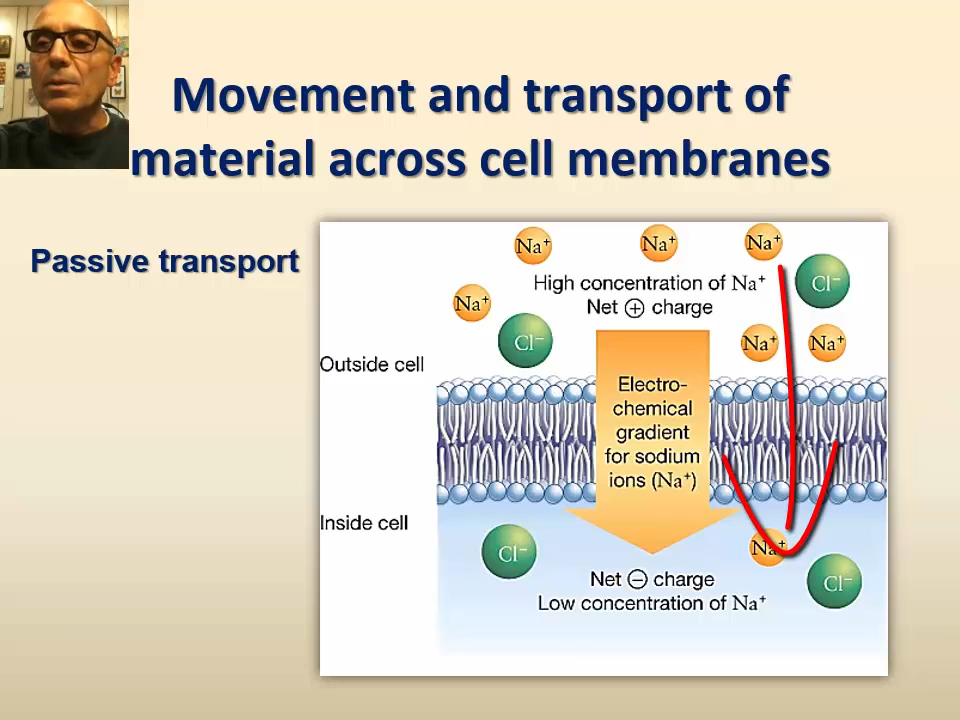 Movement and transport of
material across cell membranes
Passive transport
Na⁺
Na⁺
Na⁺
Na⁺
High concentration of Na⁺
Net ⊕ charge
Cl⁻
Cl⁻
Na⁺
Na⁺
Outside cell
Electro-
chemical
gradient
for sodium
ions (Na⁺)
Inside cell
Cl⁻
Na⁺
Cl⁻
Net ⊖ charge
Low concentration of Na⁺